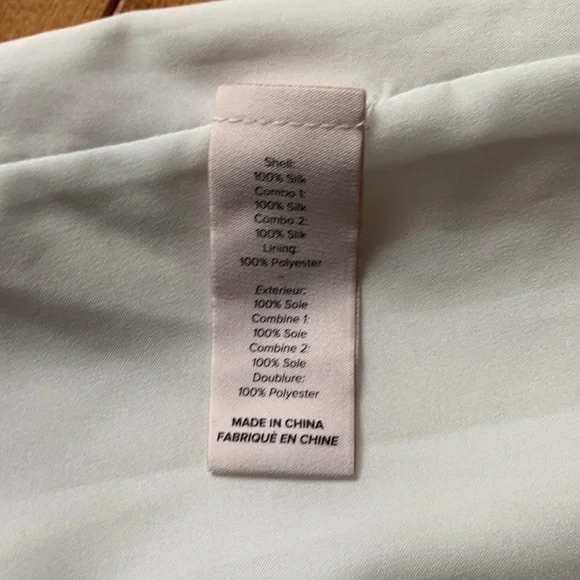 Shell:
100% Silk
Combo 1:
100% Silk
Combo 2:
100% Silk
Lining:
100% Polyester
–
Exterieur:
100% Soie
Combine 1:
100% Soie
Combine 2:
100% Soie
Doublure:
100% Polyester
MADE IN CHINA
FABRIQUÉ EN CHINE